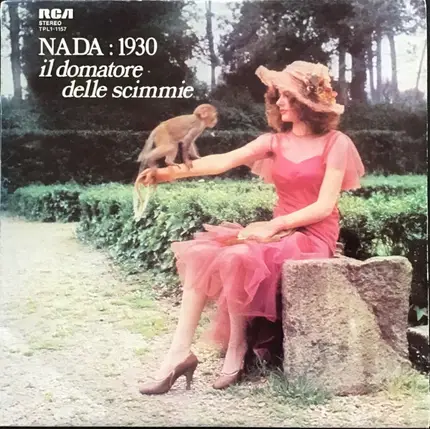 RCA
STEREO
TPL1-1157
NADA : 1930
il domatore
delle scimmie